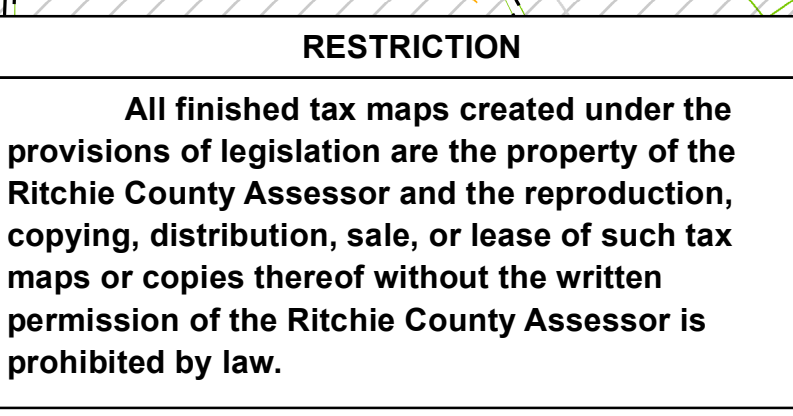 RESTRICTION
All finished tax maps created under the
provisions of legislation are the property of the
Ritchie County Assessor and the reproduction,
copying, distribution, sale, or lease of such tax
maps or copies thereof without the written
permission of the Ritchie County Assessor is
prohibited by law.